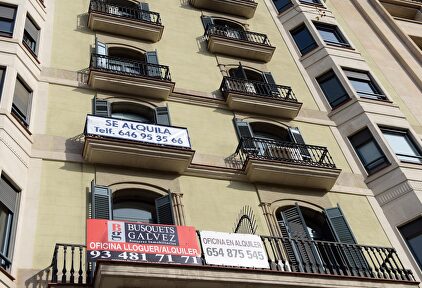 SE ALQUILA
Telf. 646 95 35 66
BUSQUETS
GALVEZ
OFICINA LLOGUER/ALQUILER
93 481 71 71
OFICINA EN ALQUILER
654 875 545